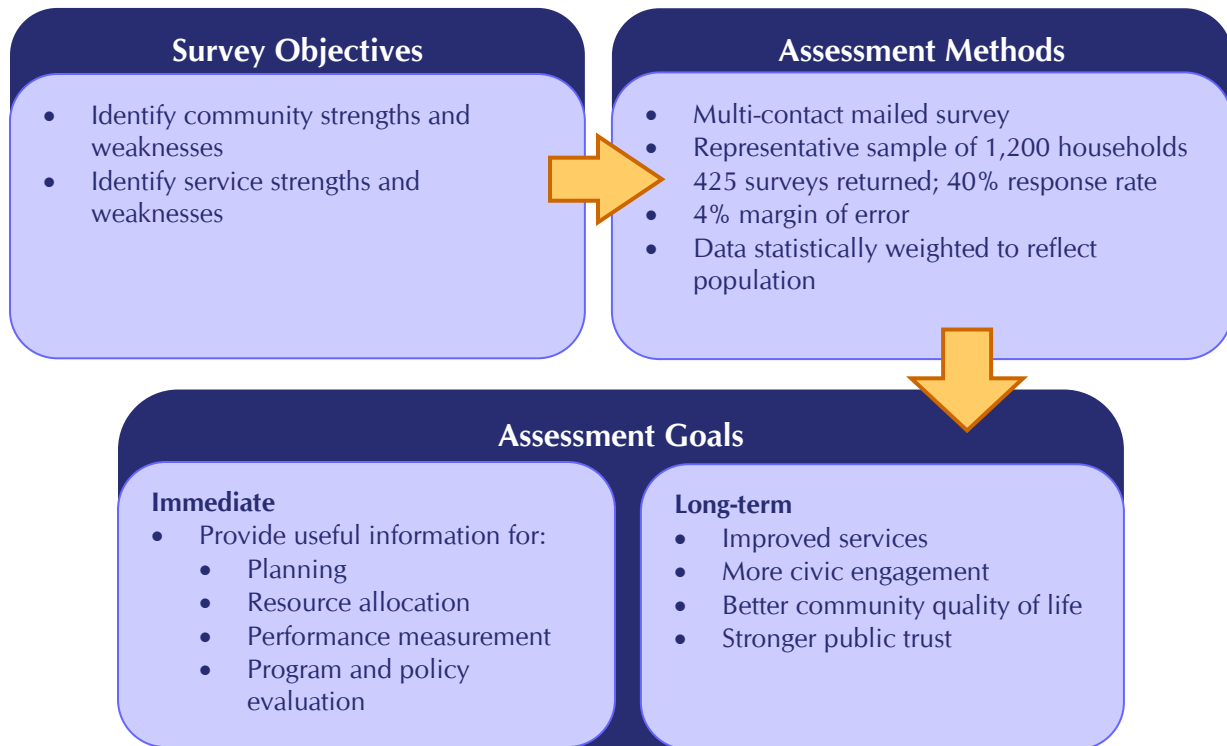 Survey Objectives
• Identify community strengths and
weaknesses
• Identify service strengths and
weaknesses
Assessment Methods
• Multi-contact mailed survey
• Representative sample of 1,200 households
• 425 surveys returned; 40% response rate
• 4% margin of error
• Data statistically weighted to reflect
population
Assessment Goals
Immediate
• Provide useful information for:
• Planning
• Resource allocation
• Performance measurement
• Program and policy
evaluation
Long-term
• Improved services
• More civic engagement
• Better community quality of life
• Stronger public trust